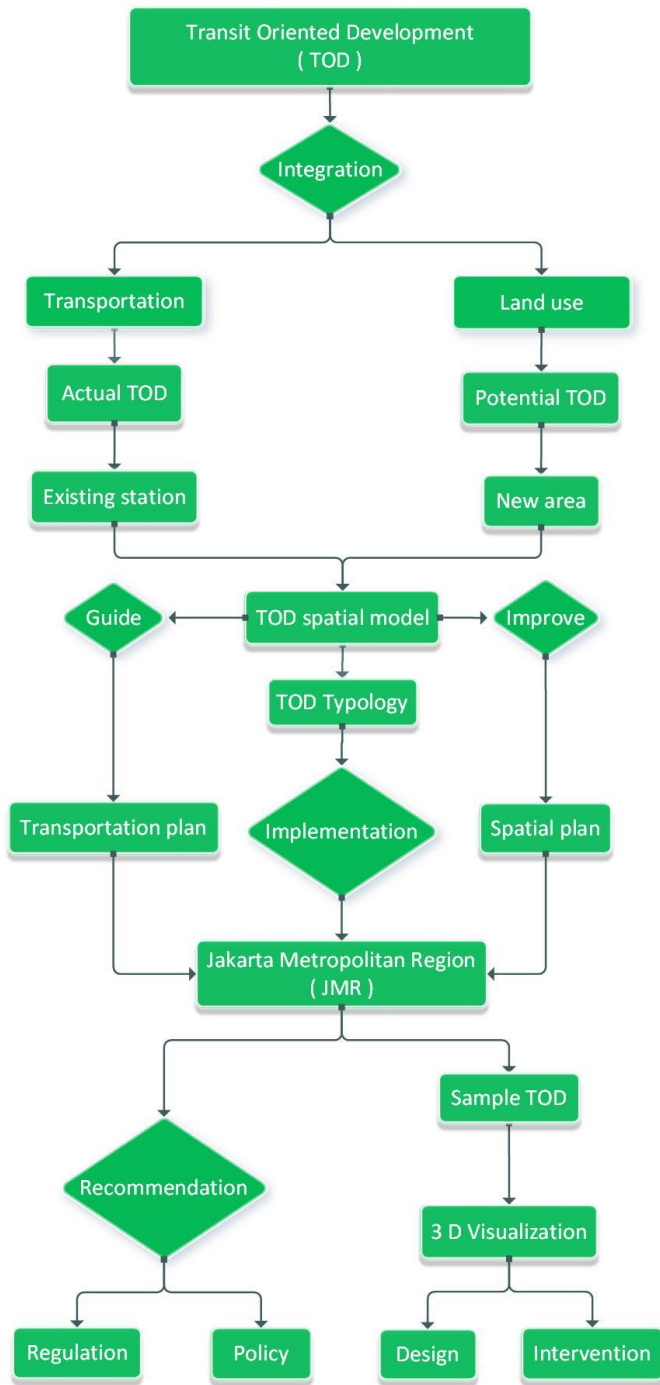 Transit Oriented Development
( TOD )
Integration
Transportation
Land use
Actual TOD
Potential TOD
Existing station
New area
Guide
TOD spatial model
Improve
TOD Typology
Transportation plan
Implementation
Spatial plan
Jakarta Metropolitan Region
( JMR )
Sample TOD
Recommendation
3 D Visualization
Regulation
Policy
Design
Intervention